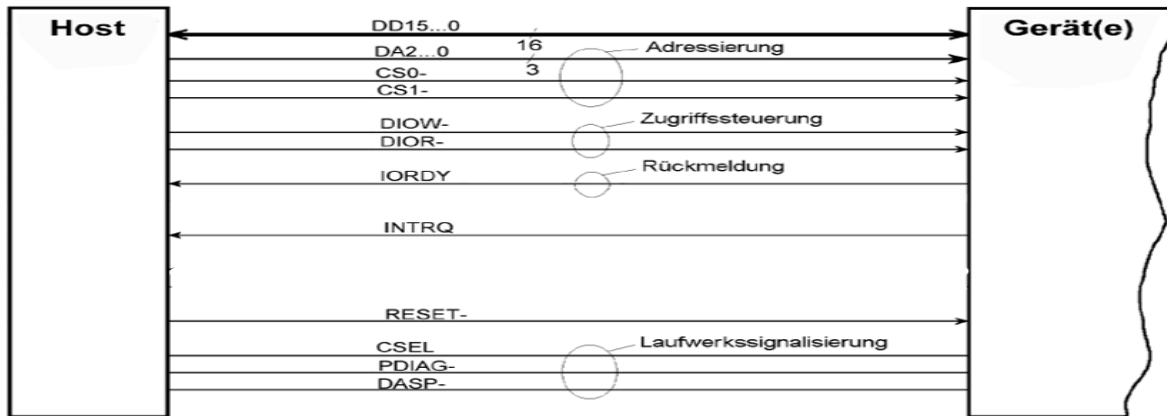 Host
Gerät(e)
DD15...0
16
DA2...0
3
Adressierung
CS0-
CS1-
DIOW-
Zugriffssteuerung
DIOR-
IORDY
Rückmeldung
INTRQ
RESET-
CSEL
Laufwerkssignalisierung
PDIAG-
DASP-